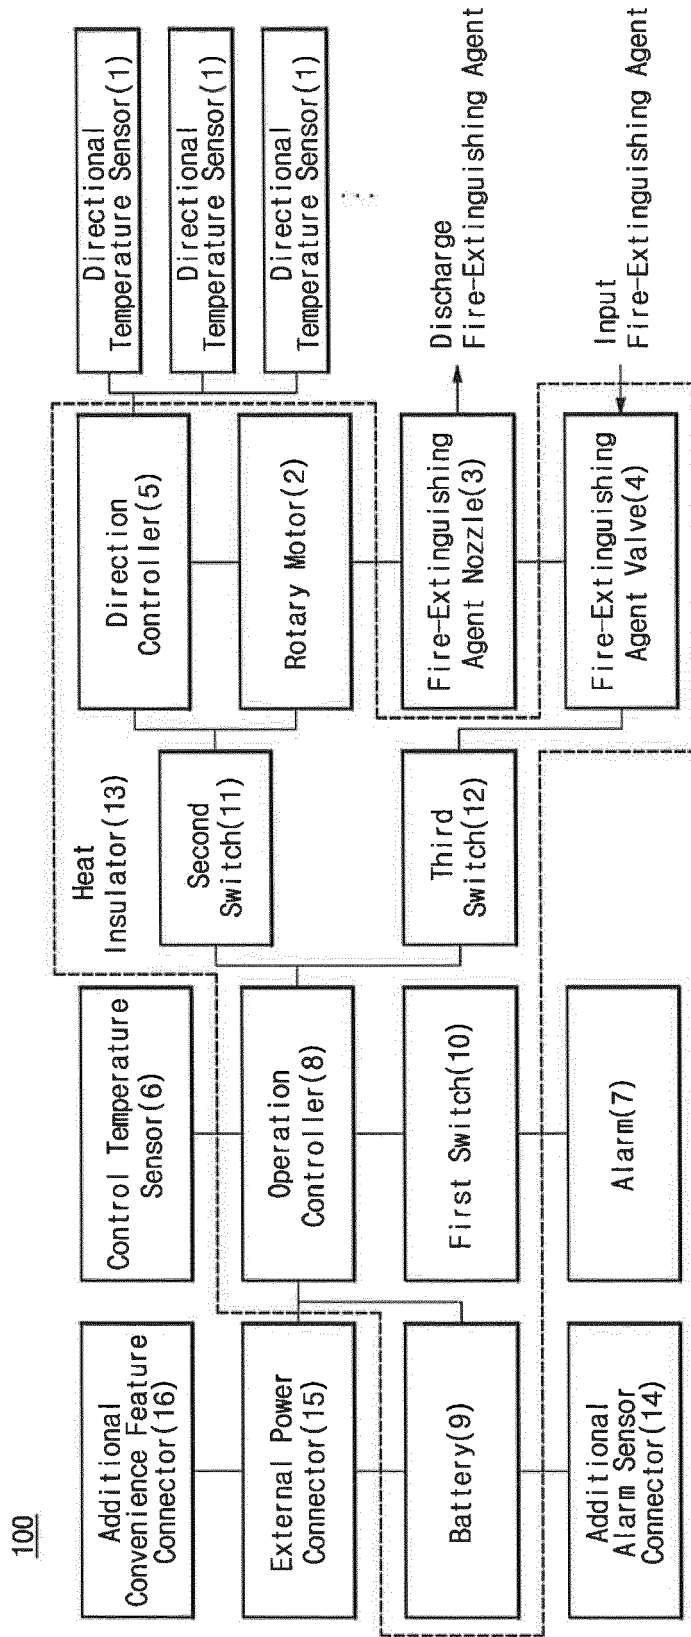 100
Additional
Convenience Feature
Connector(16)
Control Temperature
Sensor(6)
Heat
Insulator(13)
Direction
Controller(5)
Directional
Temperature Sensor(1)
Directional
Temperature Sensor(1)
Directional
Temperature Sensor(1)
...
External Power
Connector(15)
Operation
Controller(8)
Second
Switch(11)
Rotary Motor(2)
Battery(9)
First Switch(10)
Third
Switch(12)
Fire-Extinguishing
Agent Nozzle(3)
Discharge
Fire-Extinguishing Agent
Additional
Alarm Sensor
Connector(14)
Alarm(7)
Fire-Extinguishing
Agent Valve(4)
Input
Fire-Extinguishing Agent